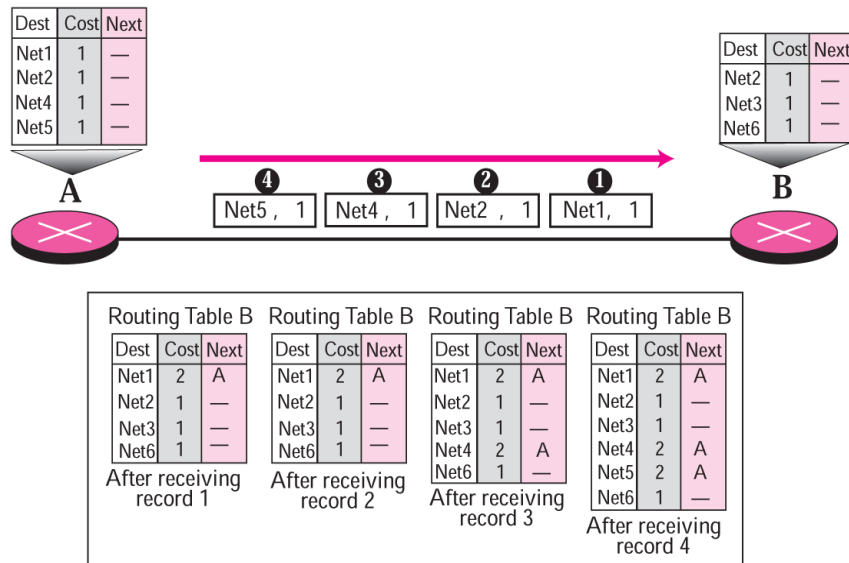 Dest Cost Next
Net1 1 —
Net2 1 —
Net4 1 —
Net5 1 —
A
Dest Cost Next
Net2 1 —
Net3 1 —
Net6 1 —
B
4 3 2 1
Net5 , 1 Net4 , 1 Net2 , 1 Net1, 1
Routing Table B
Dest Cost Next
Net1 2 A
Net2 1 —
Net3 1 —
Net6 1 —
After receiving
record 1
Routing Table B
Dest Cost Next
Net1 2 A
Net2 1 —
Net3 1 —
Net6 1 —
After receiving
record 2
Routing Table B
Dest Cost Next
Net1 2 A
Net2 1 —
Net3 1 —
Net4 2 A
Net6 1 —
After receiving
record 3
Routing Table B
Dest Cost Next
Net1 2 A
Net2 1 —
Net3 1 —
Net4 2 A
Net5 2 A
Net6 1 —
After receiving
record 4